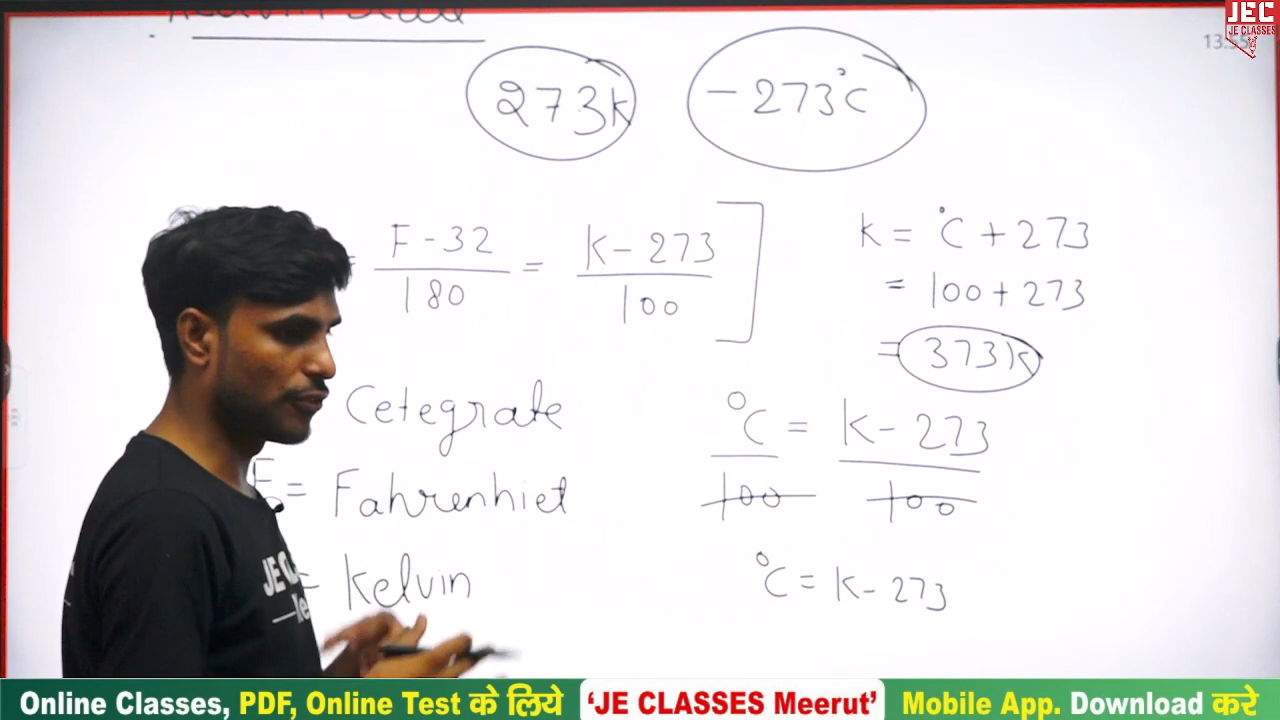 JEC
JE CLASSES
273k
-273°C
= F-32/180 = K-273/100
K = °C + 273
= 100 + 273
= 373k
Cetegrate
°C/100 = K-273/100
= Fahrenhiet
= Kelvin
°C = K-273
JEC
Online Classes, PDF, Online Test के लिये 'JE CLASSES Meerut' Mobile App. Download करे